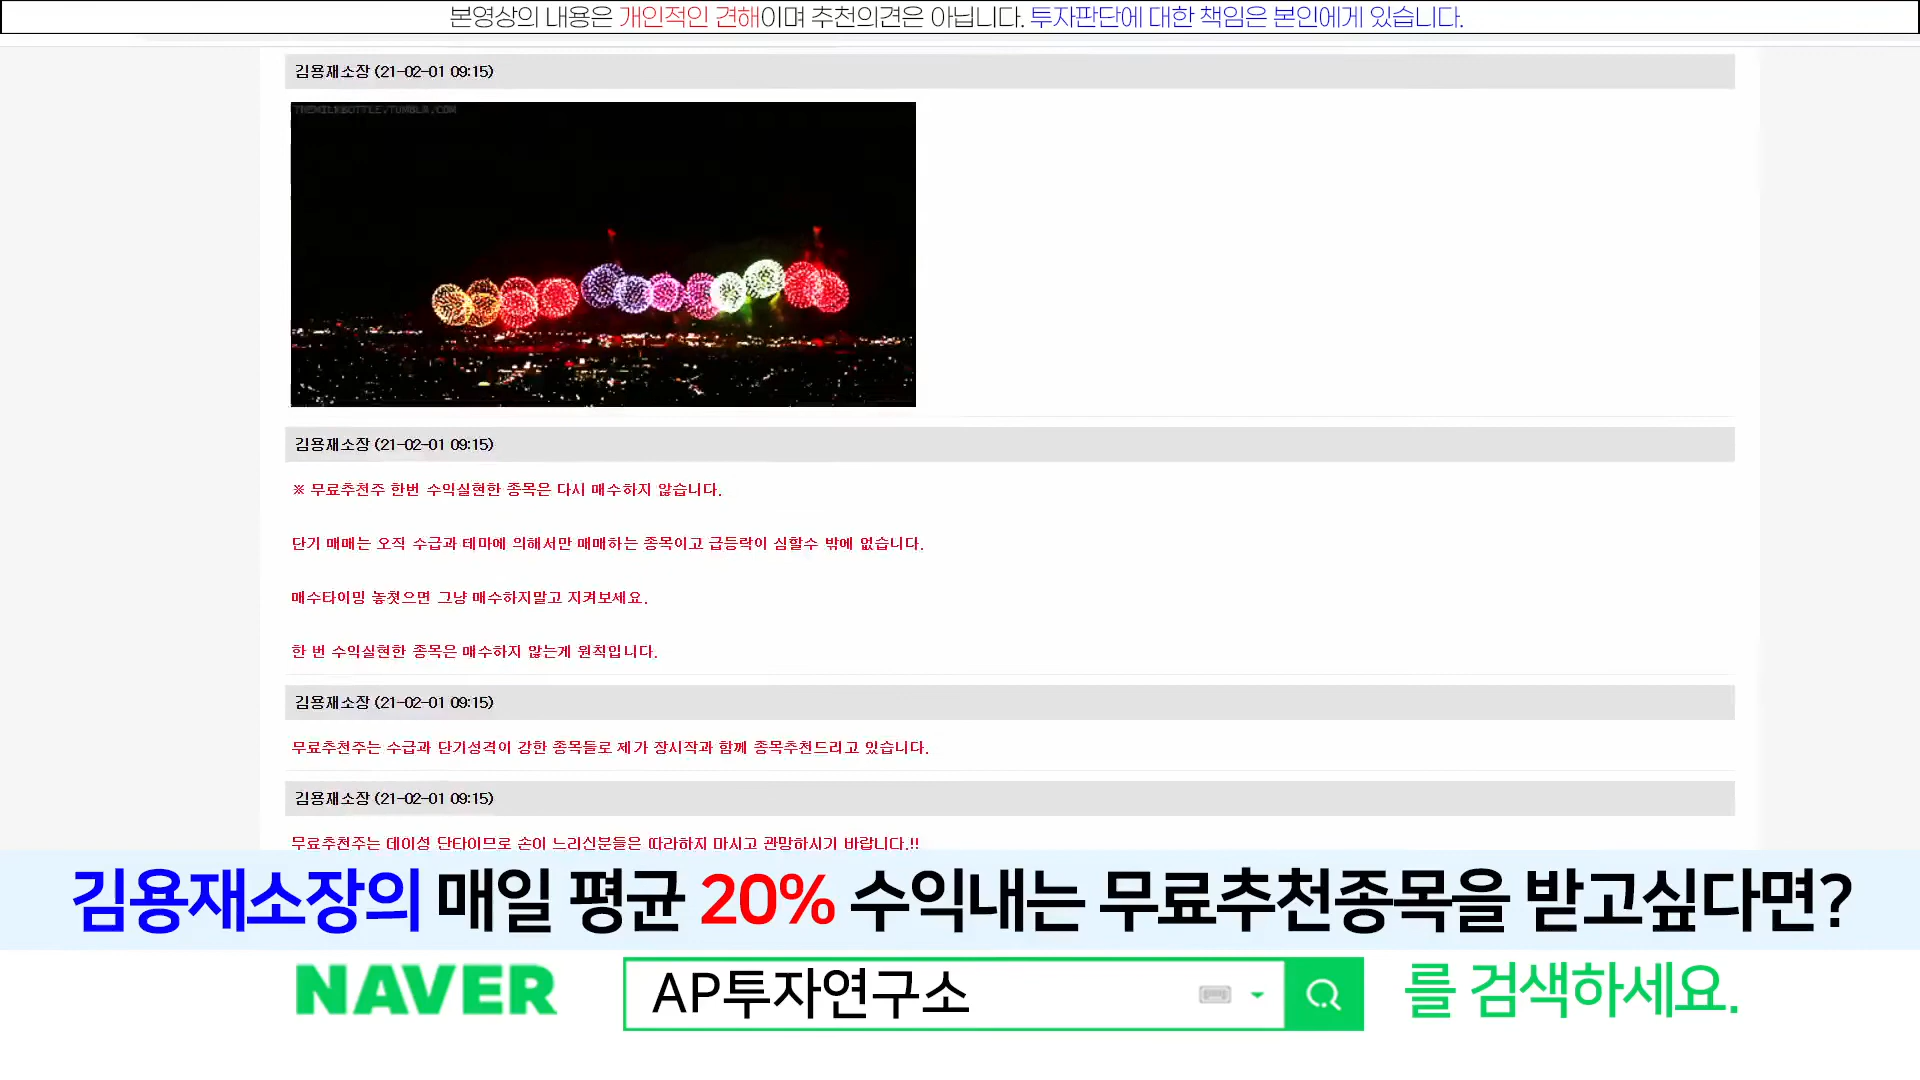 본영상의 내용은 개인적인 견해이며 추천의견은 아닙니다. 투자판단에 대한 책임은 본인에게 있습니다.
김용재소장 (21-02-01 09:15)
THEMILKBOTTLE.TUMBLR.COM
김용재소장 (21-02-01 09:15)
※ 무료추천주 한번 수익실현한 종목은 다시 매수하지 않습니다.
단기 매매는 오직 수급과 테마에 의해서만 매매하는 종목이고 급등락이 심할수 밖에 없습니다.
매수타이밍 놓쳣으면 그냥 매수하지말고 지켜보세요.
한 번 수익실현한 종목은 매수하지 않는게 원칙입니다.
김용재소장 (21-02-01 09:15)
무료추천주는 수급과 단기성격이 강한 종목들로 제가 장시작과 함께 종목추천드리고 있습니다.
김용재소장 (21-02-01 09:15)
무료추천주는 데이성 단타이므로 손이 느리신분들은 따라하지 마시고 관망하시기 바랍니다.!!
김용재소장의 매일 평균 20% 수익내는 무료추천종목을 받고싶다면?
NAVER AP투자연구소 를 검색하세요.